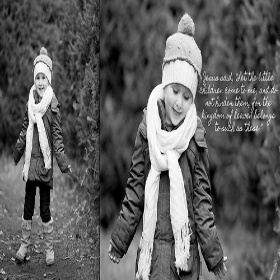 Jesus said, "Let the little
children come to me, and do
not hinder them, for the
kingdom of heaven belongs
to such as these."